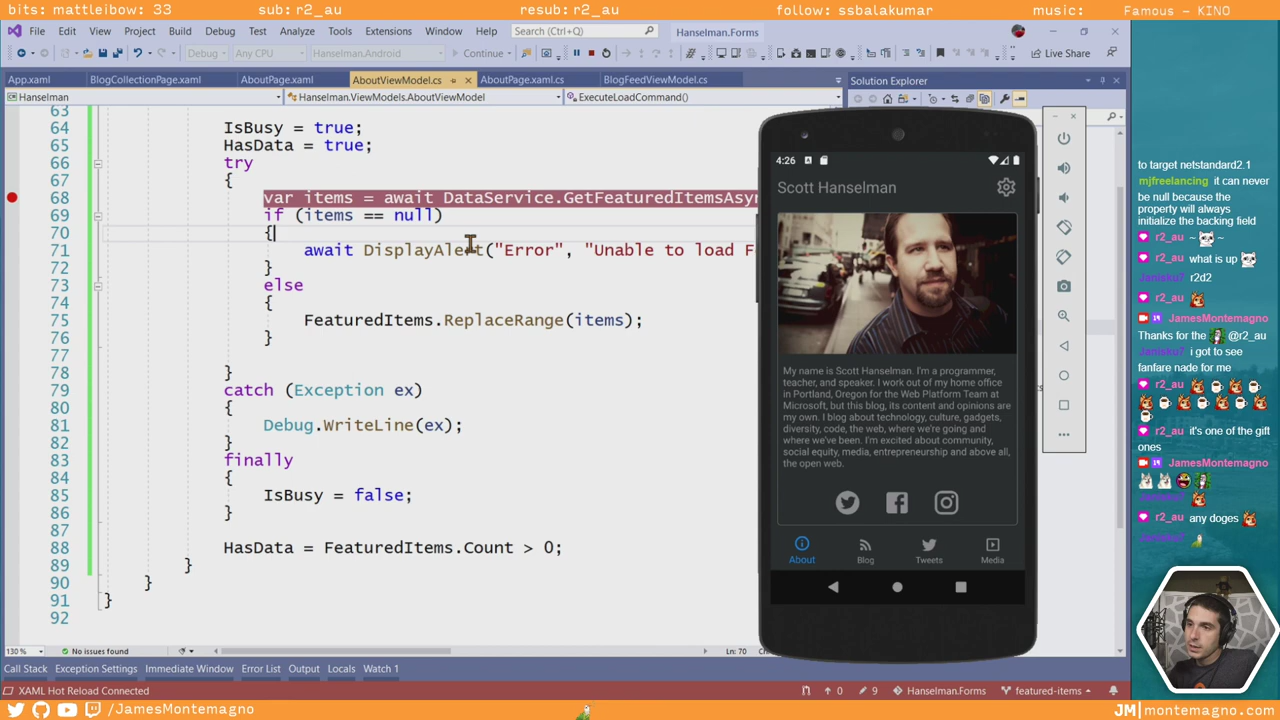 bits: mattleibow: 33
sub: r2_au
resub: r2_au
follow: ssbalakumar
music:
Famous - KINO
File Edit View Project Build Debug Test Analyze Tools Extensions Window Help
Search (Ctrl+Q)
Hanselman.Forms
Debug
Any CPU
Hanselman.Android
Continue
Live Share
App.xaml
BlogCollectionPage.xaml
AboutPage.xaml
AboutViewModel.cs
AboutPage.xaml.cs
BlogFeedViewModel.cs
Solution Explorer
Hanselman
Hanselman.ViewModels.AboutViewModel
ExecuteLoadCommand()
63
64 IsBusy = true;
65 HasData = true;
66 try
67 {
68 var items = await DataService.GetFeaturedItemsAsyn
69 if (items == null)
70 {
71 await DisplayAlert("Error", "Unable to load F
72 }
73 else
74 {
75 FeaturedItems.ReplaceRange(items);
76 }
77
78 }
79 catch (Exception ex)
80 {
81 Debug.WriteLine(ex);
82 }
83 finally
84 {
85 IsBusy = false;
86 }
87
88 HasData = FeaturedItems.Count > 0;
89 }
90 }
91 }
92
4:26
Scott Hanselman
My name is Scott Hanselman. I'm a programmer,
teacher, and speaker. I work out of my home office
in Portland, Oregon for the Web Platform Team at
Microsoft, but this blog, its content and opinions are
my own. I blog about technology, culture, gadgets,
diversity, code, the web, where we're going and
where we've been. I'm excited about community,
social equity, media, entrepreneurship and above all,
the open web.
About
Blog
Tweets
Media
to target netstandard2.1
mjfreelancing it can never
be null because the
property will always
initialize the backing field
r2_au ~ ~
r2_au what is up
Janisku7 r2d2
r2_au
JamesMontemagno
Thanks for the @r2_au
Janisku7 i got to see
fanfare nade for me
r2_au
r2_au it's one of the gift
ones
JamesMontemagno
Janisku7
r2_au any doges
Janisku7
130 %
No issues found
Ln: 70
Call Stack Exception Settings Immediate Window Error List Output Locals Watch 1
XAML Hot Reload Connected
0
9
Hanselman.Forms
featured-items
/JamesMontemagno
JM montemagno.com